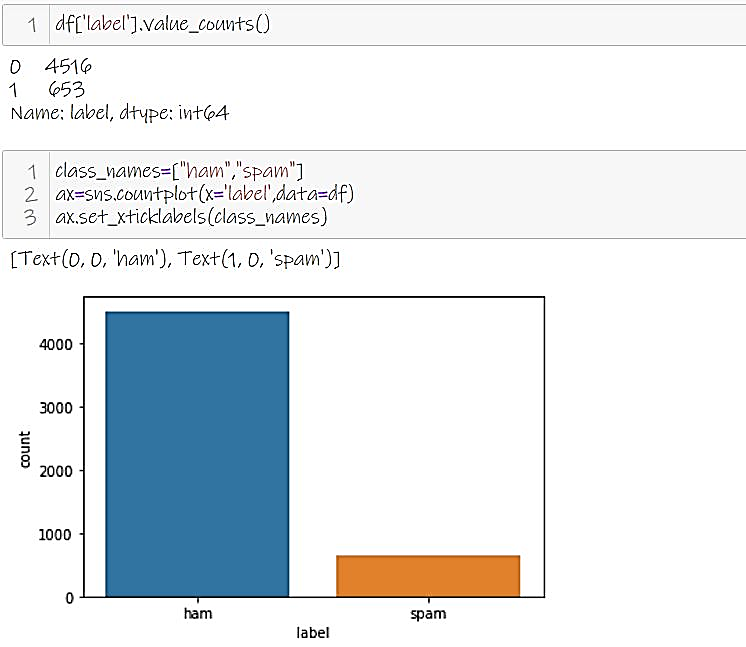 1 df['label'].value_counts()
0 4516
1 653
Name: label, dtype: int64
1 class_names=["ham","spam"]
2 ax=sns.countplot(x='label',data=df)
3 ax.set_xticklabels(class_names)
[Text(0, 0, 'ham'), Text(1, 0, 'spam')]
4000
3000
count
2000
1000
0
ham spam
label